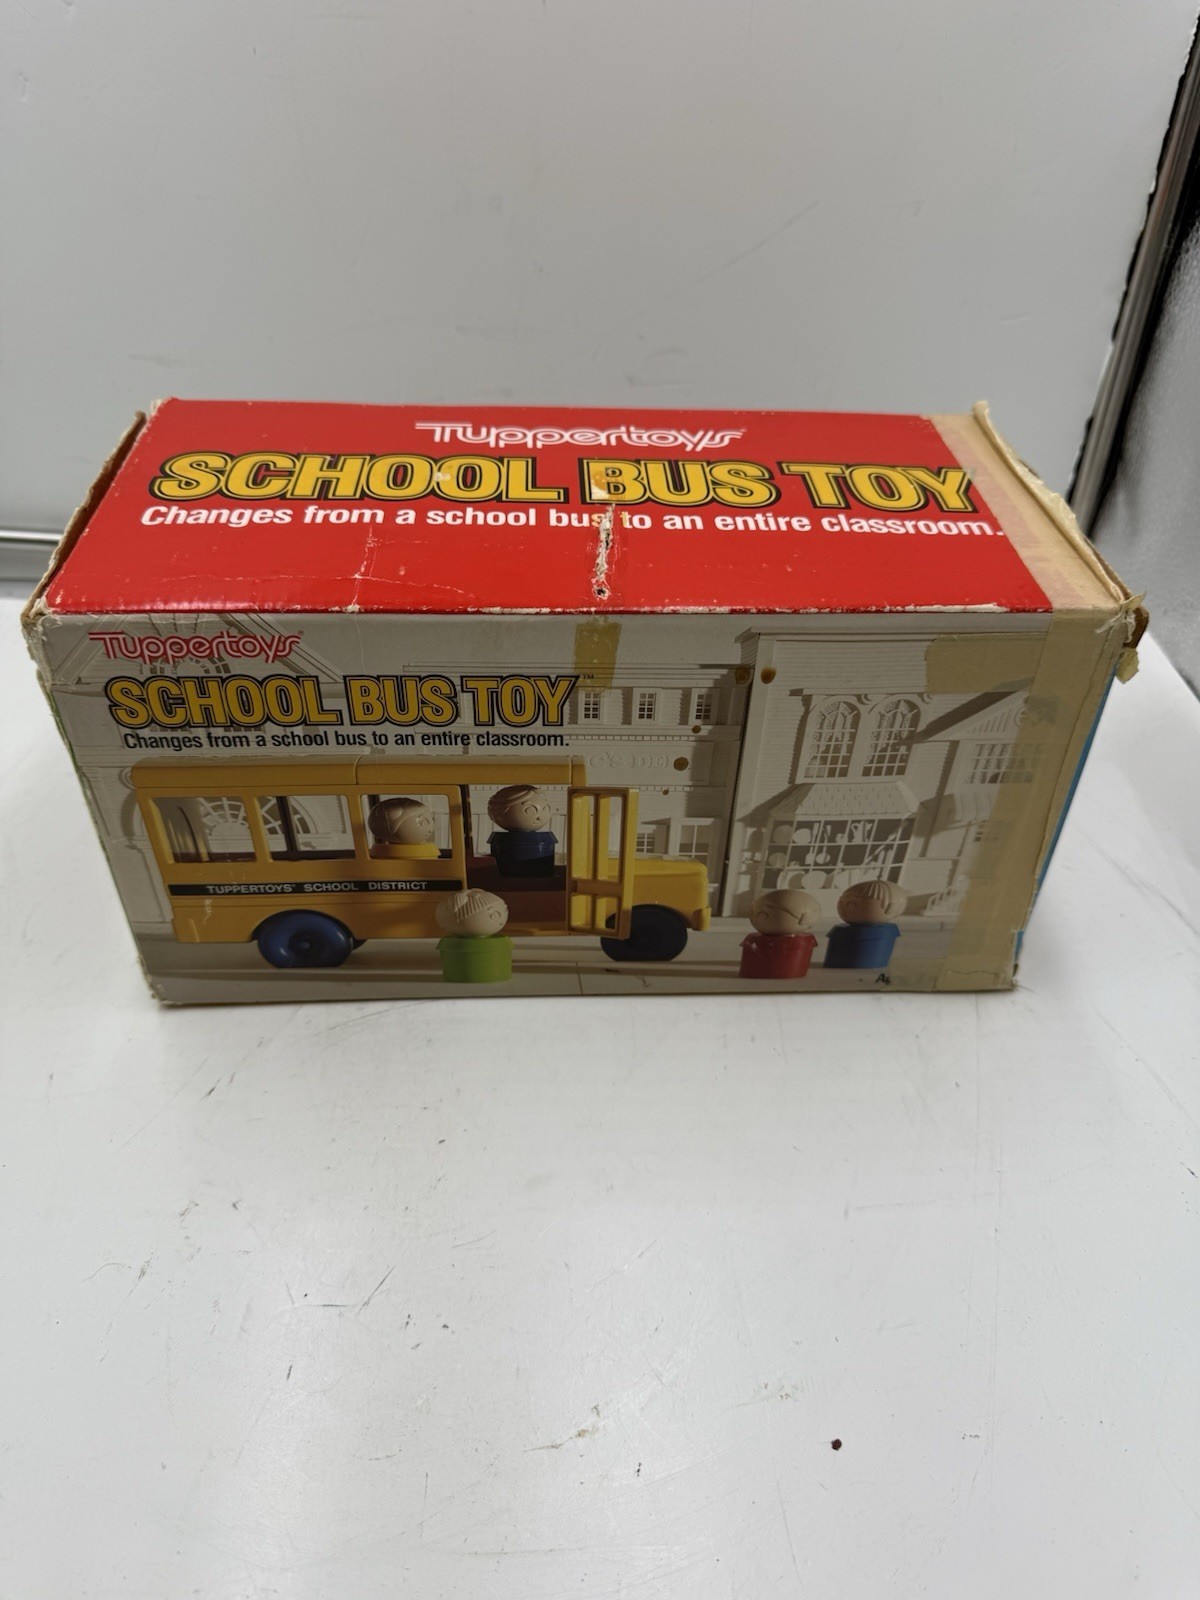 Tuppertoys
SCHOOL BUS TOY
Changes from a school bus to an entire classroom.
Tuppertoys®
SCHOOL BUS TOY™
Changes from a school bus to an entire classroom.
TUPPERTOYS® SCHOOL DISTRICT